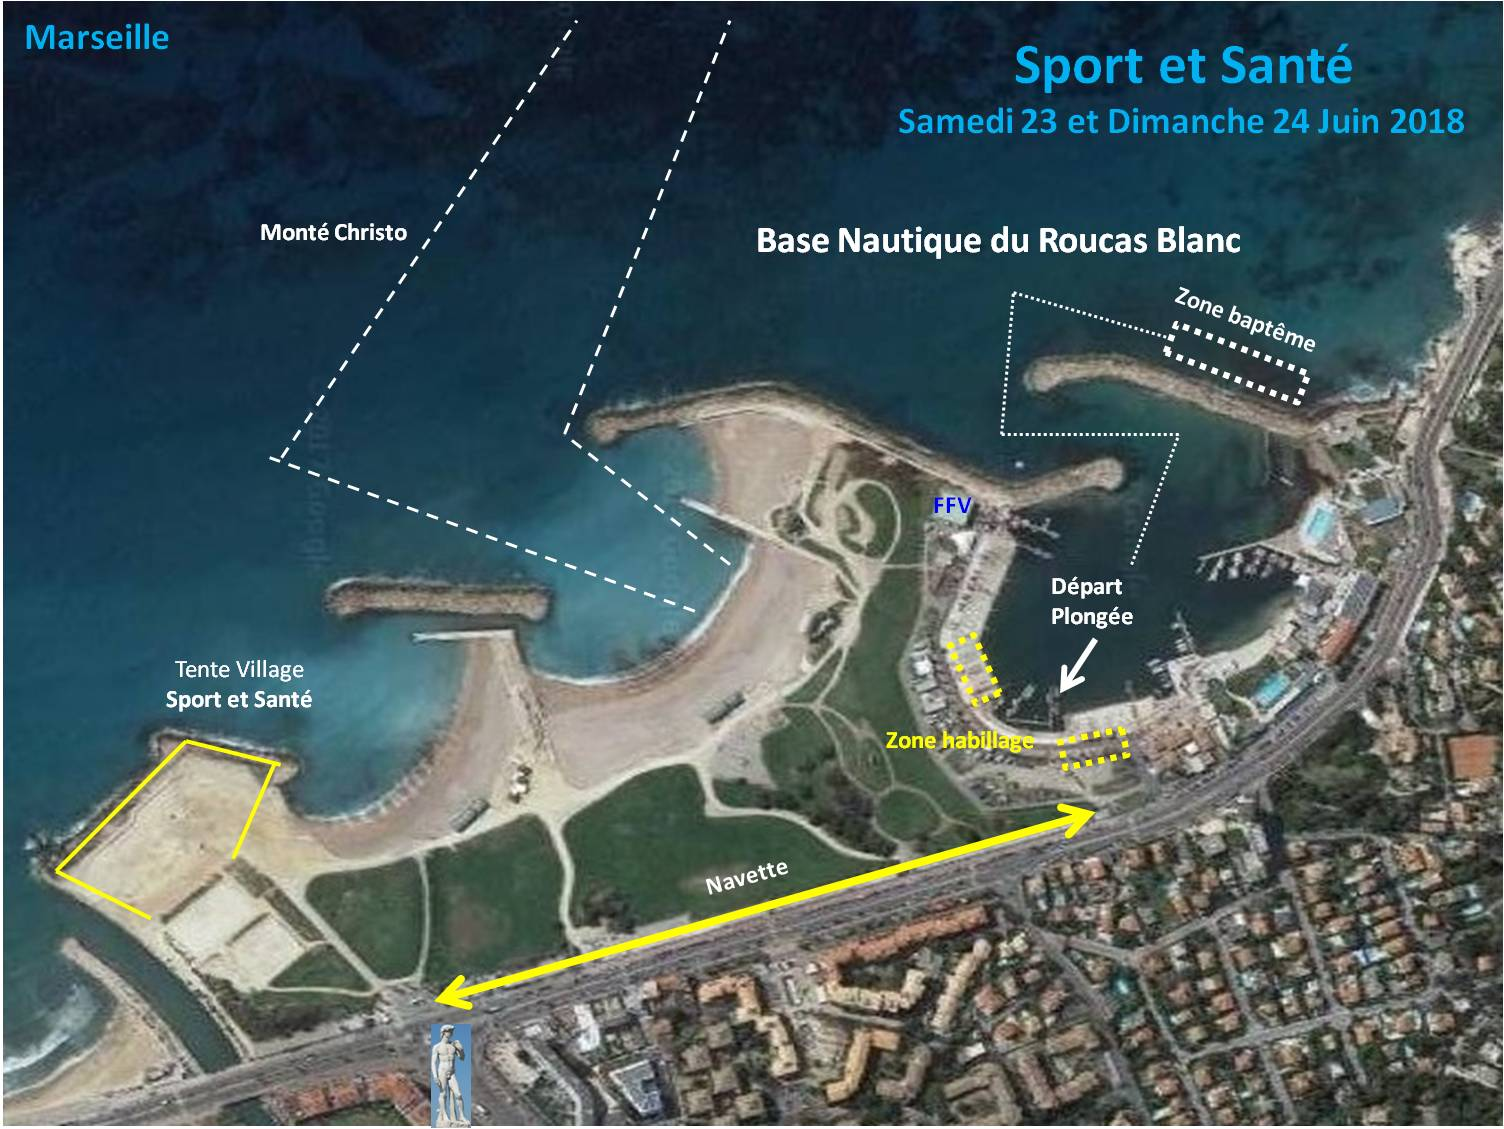 Marseille
Sport et Santé
Samedi 23 et Dimanche 24 Juin 2018
Monté Christo
Base Nautique du Roucas Blanc
Zone baptême
FFV
Départ
Plongée
Tente Village
Sport et Santé
Zone habillage
Navette